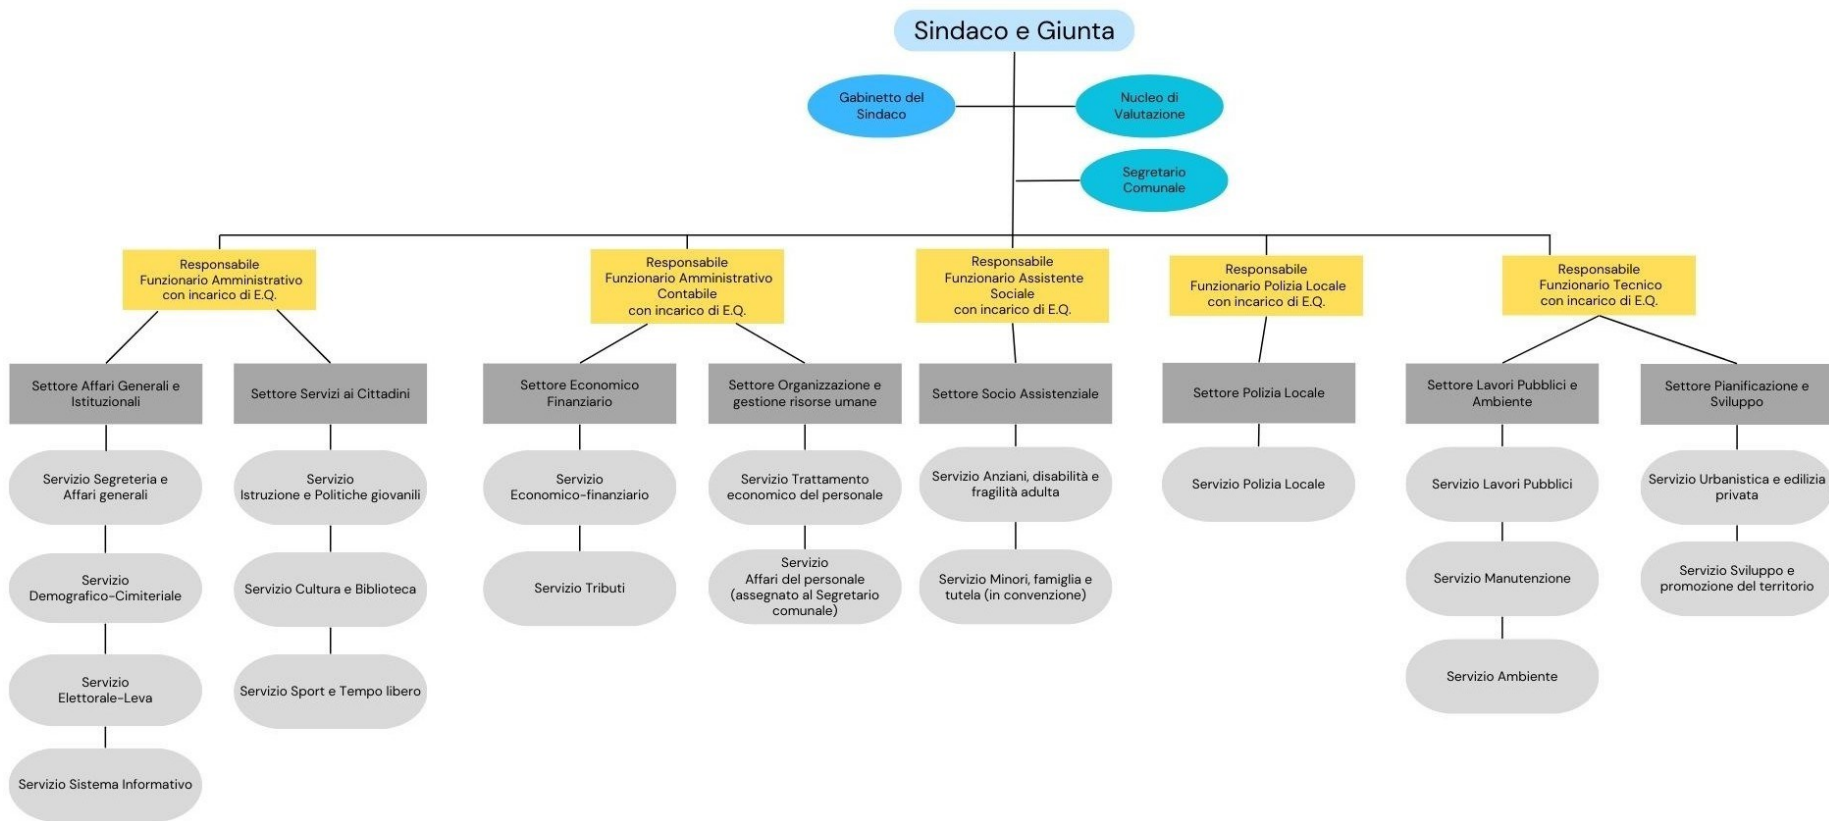 Sindaco e Giunta
Gabinetto del
Sindaco
Nucleo di
Valutazione
Segretario
Comunale
Responsabile
Funzionario Amministrativo
con incarico di E.Q.
Responsabile
Funzionario Amministrativo
Contabile
con incarico di E.Q.
Responsabile
Funzionario Assistente
Sociale
con incarico di E.Q.
Responsabile
Funzionario Polizia Locale
con incarico di E.Q.
Responsabile
Funzionario Tecnico
con incarico di E.Q.
Settore Affari Generali e
Istituzionali
Settore Servizi ai Cittadini
Settore Economico
Finanziario
Settore Organizzazione e
gestione risorse umane
Settore Socio Assistenziale
Settore Polizia Locale
Settore Lavori Pubblici e
Ambiente
Settore Pianificazione e
Sviluppo
Servizio Segreteria e
Affari generali
Servizio
Istruzione e Politiche giovanili
Servizio
Economico-finanziario
Servizio Trattamento
economico del personale
Servizio Anziani, disabilità e
fragilità adulta
Servizio Polizia Locale
Servizio Lavori Pubblici
Servizio Urbanistica e edilizia
privata
Servizio
Demografico-Cimiteriale
Servizio Cultura e Biblioteca
Servizio Tributi
Servizio
Affari del personale
(assegnato al Segretario
comunale)
Servizio Minori, famiglia e
tutela (in convenzione)
Servizio Manutenzione
Servizio Sviluppo e
promozione del territorio
Servizio
Elettorale-Leva
Servizio Sport e Tempo libero
Servizio Ambiente
Servizio Sistema Informativo